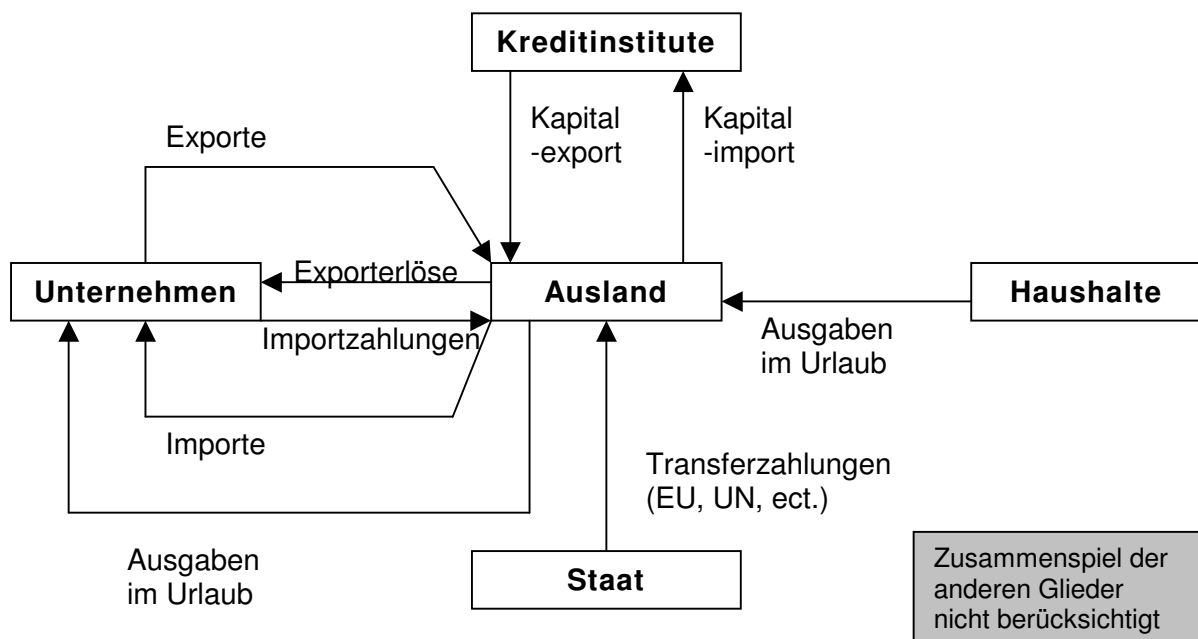 Kreditinstitute
Kapital
-export
Kapital
-import
Exporte
Unternehmen
Exporterlöse
Ausland
Haushalte
Importzahlungen
Ausgaben
im Urlaub
Importe
Transferzahlungen
(EU, UN, ect.)
Ausgaben
im Urlaub
Staat
Zusammenspiel der
anderen Glieder
nicht berücksichtigt